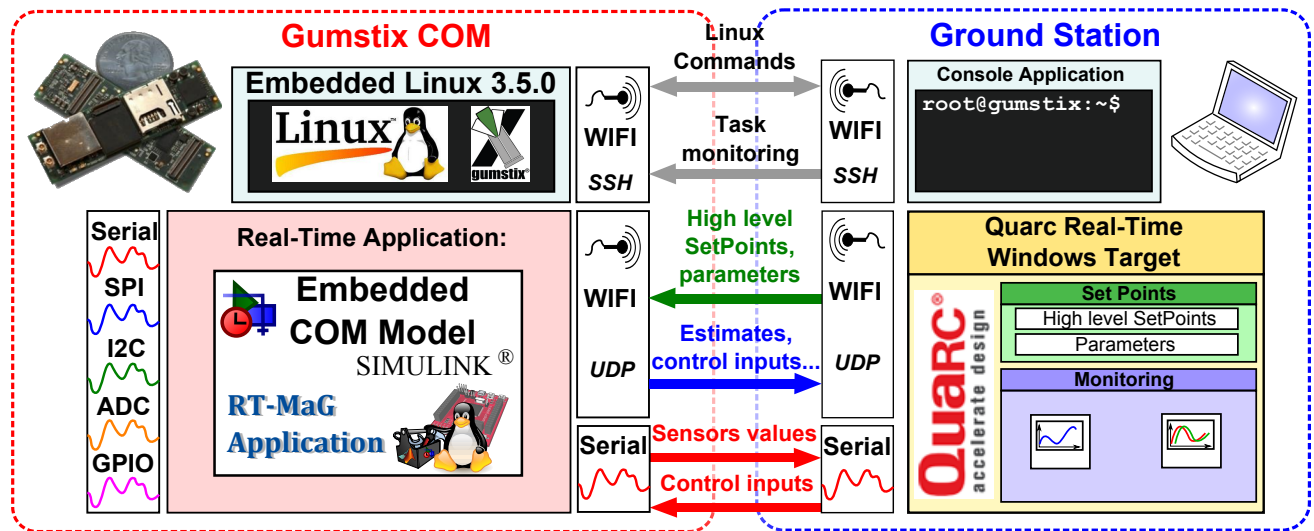 Gumstix COM
Linux
Commands
Ground Station
Embedded Linux 3.5.0
Linux™
gumstix®
WIFI
SSH
Task
monitoring
WIFI
SSH
Console Application
root@gumstix:~$
Serial
SPI
I2C
ADC
GPIO
Real-Time Application:
Embedded
COM Model
SIMULINK ®
RT-MaG
Application
WIFI
UDP
High level
SetPoints,
parameters
Estimates,
control inputs...
WIFI
UDP
Serial
Sensors values
Control inputs
Serial
Quarc Real-Time
Windows Target
QUARC®
accelerate design
Set Points
High level SetPoints
Parameters
Monitoring